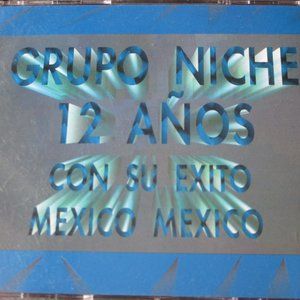 GRUPO NICHE
12 AÑOS
CON SU EXITO
MEXICO MEXICO